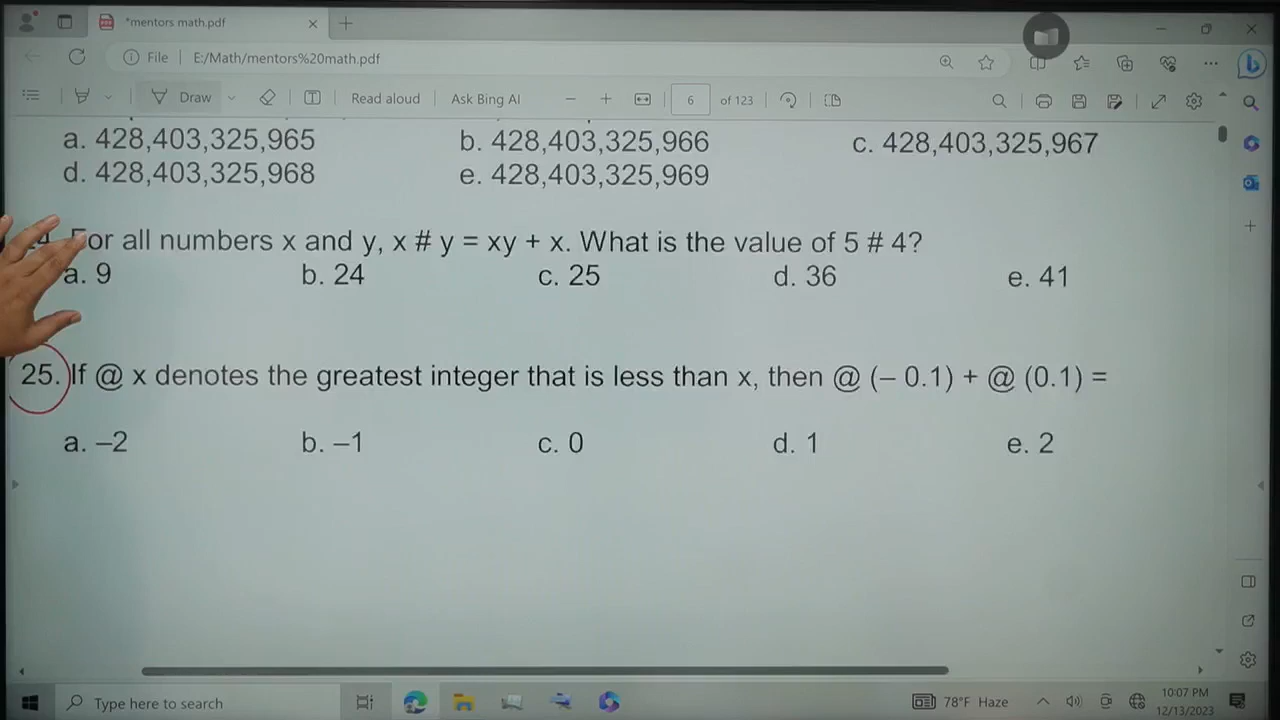 *mentors math.pdf
File E:/Math/mentors%20math.pdf
Draw Read aloud Ask Bing AI 6 of 123
a. 428,403,325,965 b. 428,403,325,966 c. 428,403,325,967
d. 428,403,325,968 e. 428,403,325,969
For all numbers x and y, x # y = xy + x. What is the value of 5 # 4?
a. 9 b. 24 c. 25 d. 36 e. 41
25. If @ x denotes the greatest integer that is less than x, then @ (– 0.1) + @ (0.1) =
a. –2 b. –1 c. 0 d. 1 e. 2
Type here to search 78°F Haze 10:07 PM
12/13/2023